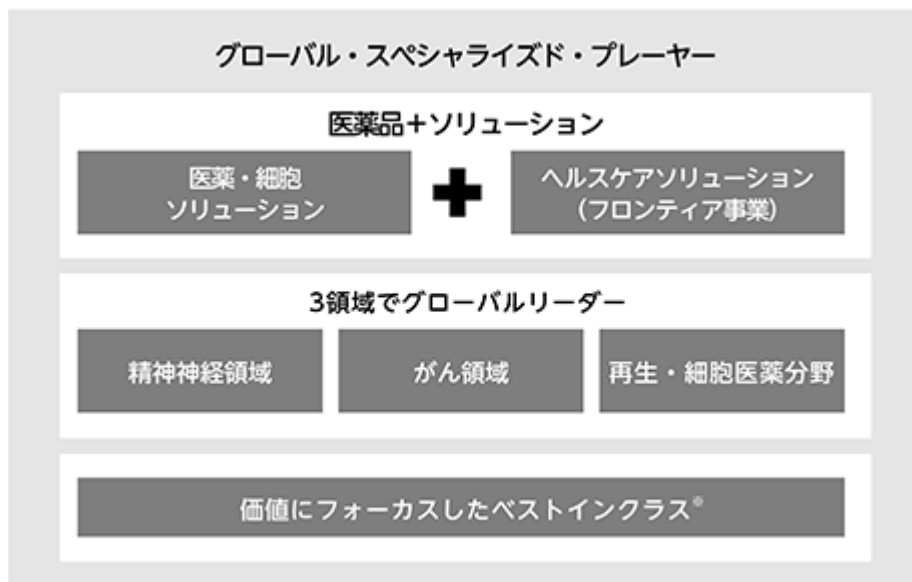 グローバル・スペシャライズド・プレーヤー
医薬品＋ソリューション
医薬・細胞
ソリューション
ヘルスケアソリューション
（フロンティア事業）
3領域でグローバルリーダー
精神神経領域
がん領域
再生・細胞医薬分野
価値にフォーカスしたベストインクラス※